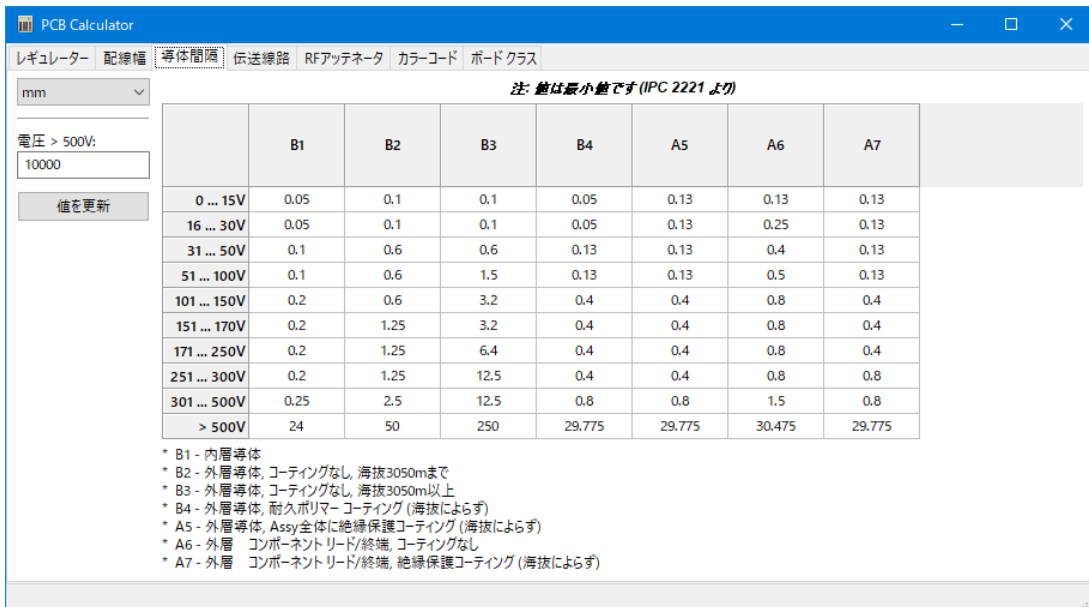 PCB Calculator
レギュレーター 配線幅 導体間隔 伝送線路 RFアッテネータ カラーコード ボードクラス
mm
注: 値は最小値です (IPC 2221 より)
電圧 > 500V:
10000
値を更新
B1 B2 B3 B4 A5 A6 A7
0 ... 15V 0.05 0.1 0.1 0.05 0.13 0.13 0.13
16 ... 30V 0.05 0.1 0.1 0.05 0.13 0.25 0.13
31 ... 50V 0.1 0.6 0.6 0.13 0.13 0.4 0.13
51 ... 100V 0.1 0.6 1.5 0.13 0.13 0.5 0.13
101 ... 150V 0.2 0.6 3.2 0.4 0.4 0.8 0.4
151 ... 170V 0.2 1.25 3.2 0.4 0.4 0.8 0.4
171 ... 250V 0.2 1.25 6.4 0.4 0.4 0.8 0.4
251 ... 300V 0.2 1.25 12.5 0.4 0.4 0.8 0.8
301 ... 500V 0.25 2.5 12.5 0.8 0.8 1.5 0.8
> 500V 24 50 250 29.775 29.775 30.475 29.775
* B1 - 内層導体
* B2 - 外層導体, コーティングなし, 海抜3050mまで
* B3 - 外層導体, コーティングなし, 海抜3050m以上
* B4 - 外層導体, 耐久ポリマー コーティング (海抜によらず)
* A5 - 外層導体, Assy全体に絶縁保護コーティング (海抜によらず)
* A6 - 外層 コンポーネント リード/終端, コーティングなし
* A7 - 外層 コンポーネント リード/終端, 絶縁保護コーティング (海抜によらず)